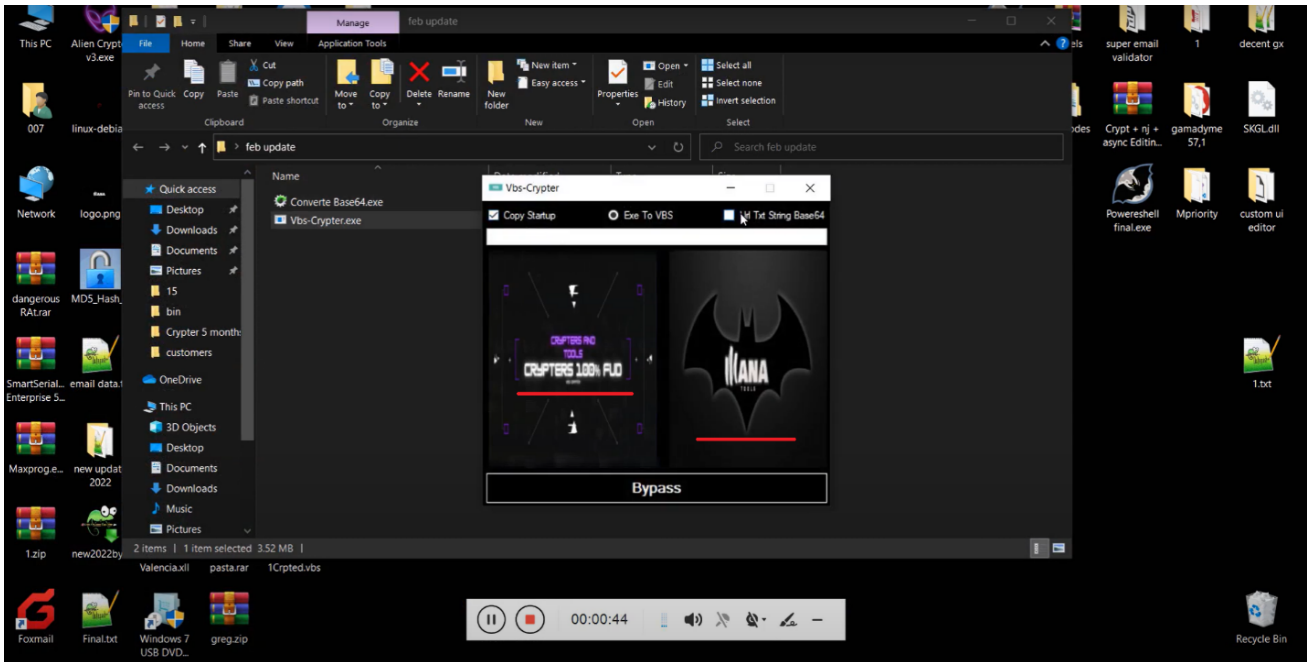 This PC
Alien Crypt
v3.exe
007
linux-debia
Network
logo.png
dangerous
RAt.rar
MD5_Hash_
SmartSerial...
Enterprise 5...
email data.t
Maxprog.e...
new updat
2022
1.zip
new2022by
Foxmail
Final.txt
Windows 7
USB DVD...
greg.zip
Valencia.xll
pasta.rar
1Crpted.vbs
Manage
feb update
File
Home
Share
View
Application Tools
Pin to Quick
access
Copy
Paste
Cut
Copy path
Paste shortcut
Clipboard
Move
to
Copy
to
Delete
Rename
Organize
New
folder
New item
Easy access
New
Properties
Open
Edit
History
Open
Select all
Select none
Invert selection
Select
feb update
Search feb update
Quick access
Desktop
Downloads
Documents
Pictures
15
bin
Crypter 5 month
customers
OneDrive
This PC
3D Objects
Desktop
Documents
Downloads
Music
Pictures
Name
Converte Base64.exe
Vbs-Crypter.exe
2 items
1 item selected 3.52 MB
Vbs-Crypter
Copy Startup
Exe To VBS
Url Txt String Base64
CRYPTERS AND
TOOLS
CRYPTERS 100% FUD
KANA
TOOLS
Bypass
00:00:44
els
super email
validator
1
decent gx
odes
Crypt + nj +
async Editin...
gamadyme
57,1
SKGL.dll
Powereshell
final.exe
Mpriority
custom ui
editor
1.txt
Recycle Bin